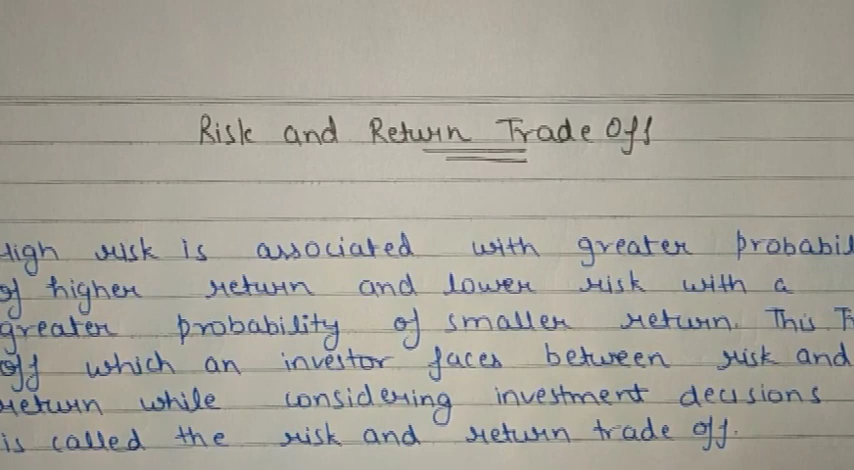 Risk and Return Trade Off
High risk is associated with greater probabil
of higher return and lower risk with a
greater probability of smaller return. This Tr
off which an investor faces between risk and
return while considering investment decisions
is called the risk and return trade off.